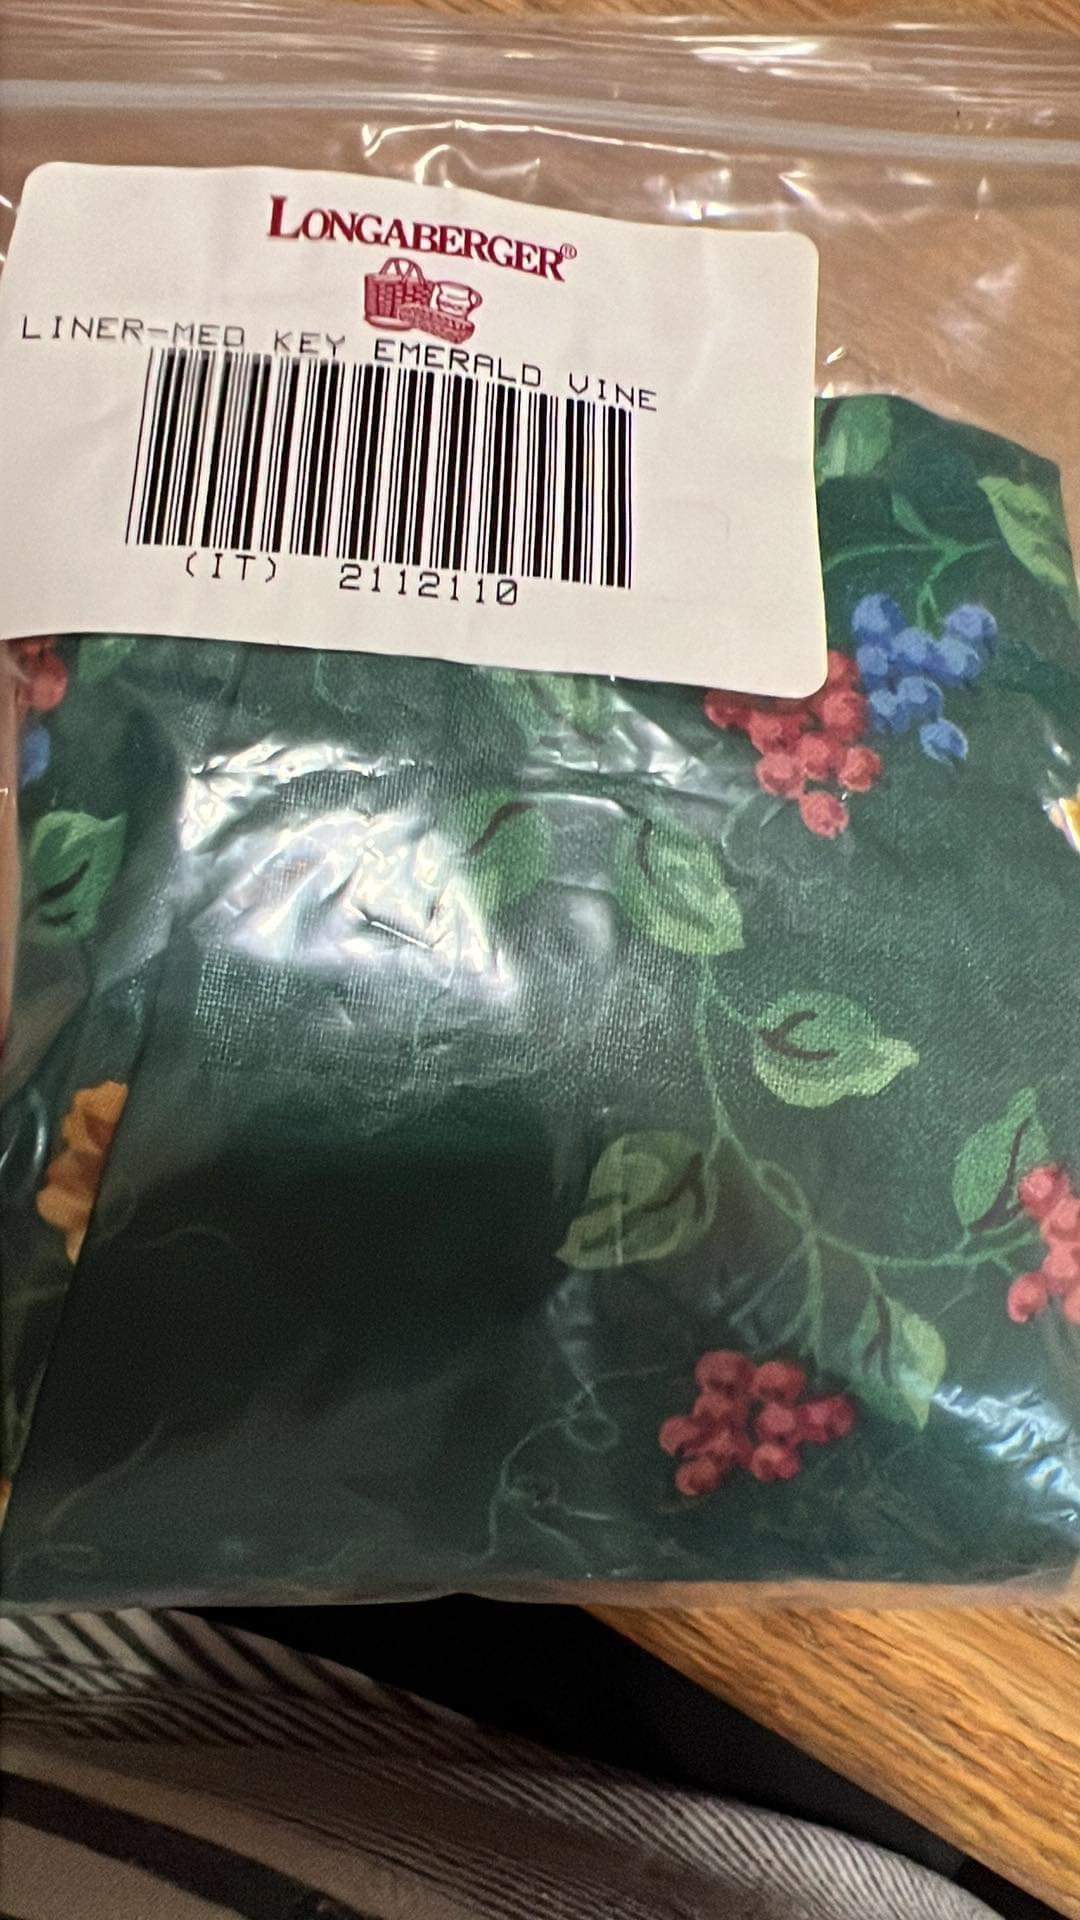 LONGABERGER®
LINER-MED KEY EMERALD VINE
(IT) 2112110